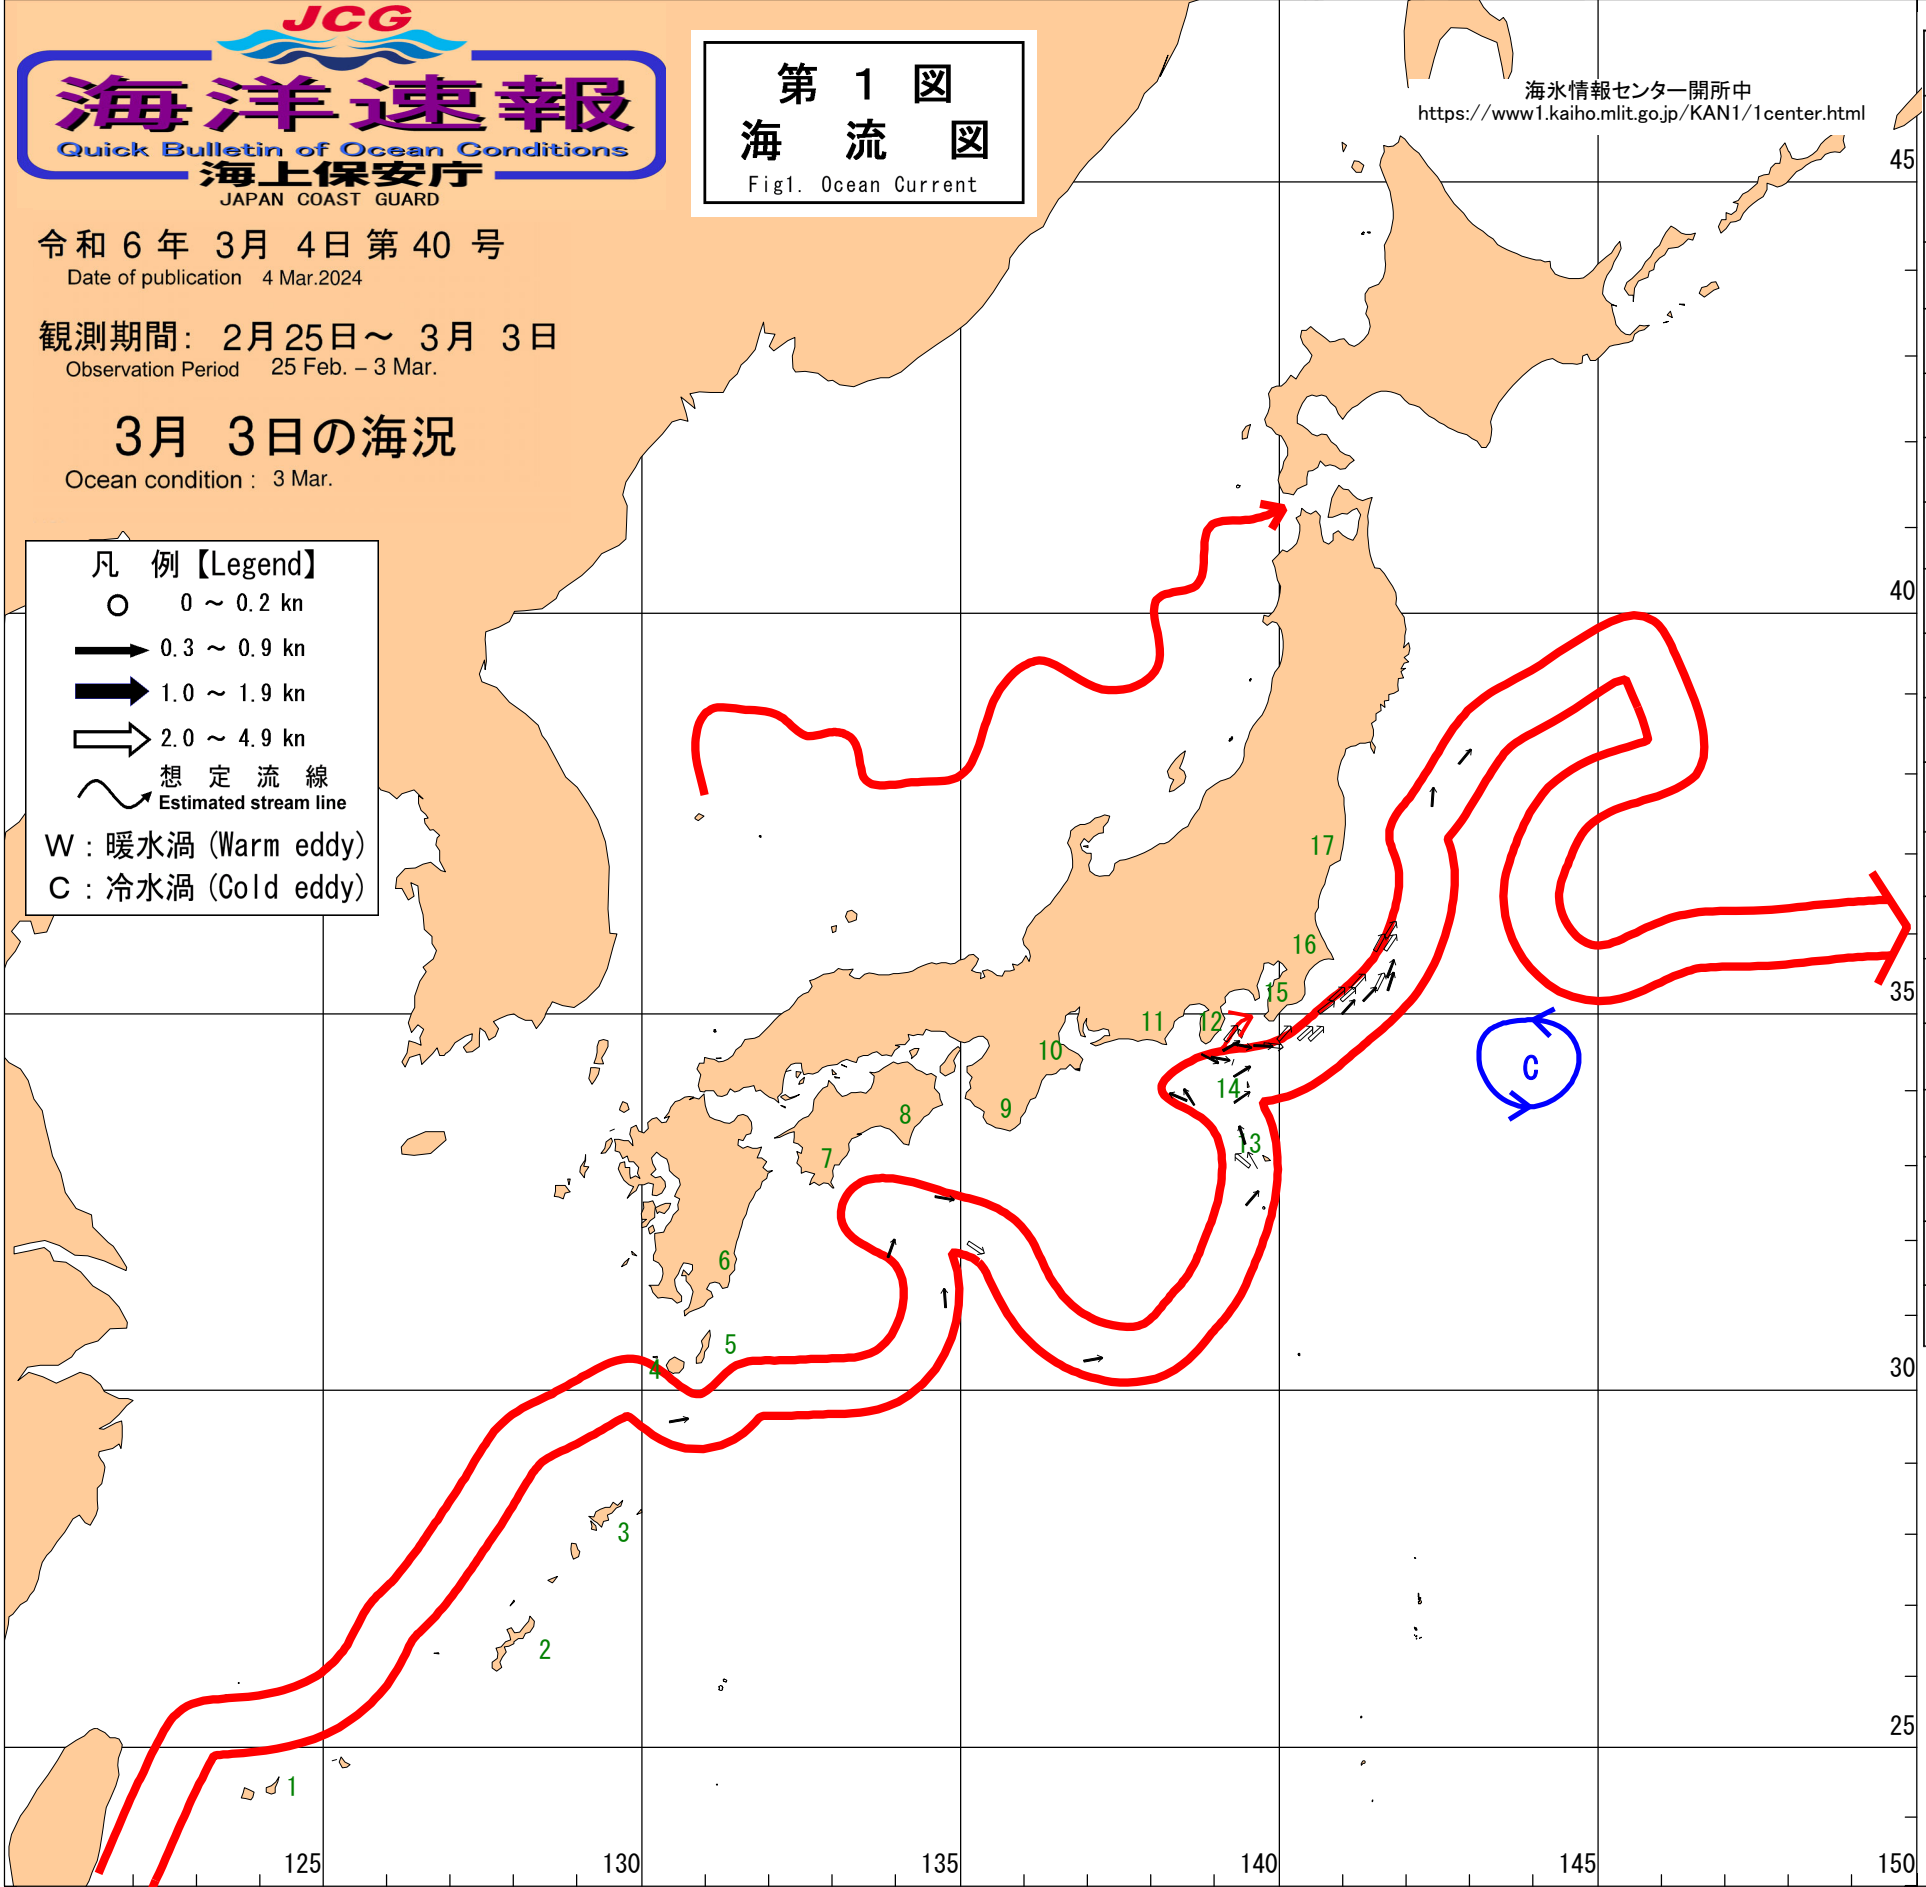 JCG
海洋速報
Quick Bulletin of Ocean Conditions
海上保安庁
JAPAN COAST GUARD
令和 6 年 3月 4日 第 40 号
Date of publication 4 Mar.2024
観測期間: 2月 25日～ 3月 3日
Observation Period 25 Feb. – 3 Mar.
3月 3日の海況
Ocean condition : 3 Mar.
第 1 図
海 流 図
Fig1. Ocean Current
海氷情報センター開所中
https://www1.kaiho.mlit.go.jp/KAN1/1center.html
凡 例【Legend】
0 ～ 0.2 kn
0.3 ～ 0.9 kn
1.0 ～ 1.9 kn
2.0 ～ 4.9 kn
想 定 流 線
Estimated stream line
W : 暖水渦 (Warm eddy)
C : 冷水渦 (Cold eddy)
45
40
35
30
25
17
16
15
11
12
10
14
9
8
13
7
6
5
4
3
2
1
C
125
130
135
140
145
150